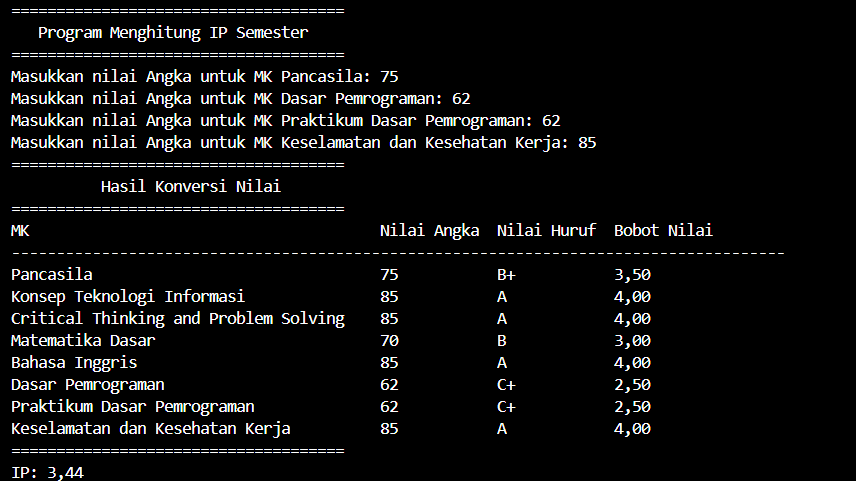 =====================================
Program Menghitung IP Semester
=====================================
Masukkan nilai Angka untuk MK Pancasila: 75
Masukkan nilai Angka untuk MK Dasar Pemrograman: 62
Masukkan nilai Angka untuk MK Praktikum Dasar Pemrograman: 62
Masukkan nilai Angka untuk MK Keselamatan dan Kesehatan Kerja: 85
=====================================
Hasil Konversi Nilai
=====================================
MK Nilai Angka Nilai Huruf Bobot Nilai
--------------------------------------------------------------------------------------
Pancasila 75 B+ 3,50
Konsep Teknologi Informasi 85 A 4,00
Critical Thinking and Problem Solving 85 A 4,00
Matematika Dasar 70 B 3,00
Bahasa Inggris 85 A 4,00
Dasar Pemrograman 62 C+ 2,50
Praktikum Dasar Pemrograman 62 C+ 2,50
Keselamatan dan Kesehatan Kerja 85 A 4,00
=====================================
IP: 3,44